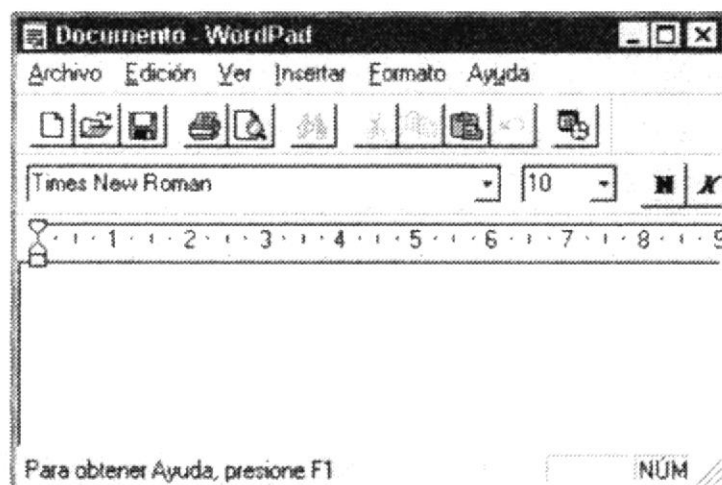 Documento - WordPad
Archivo Edición Ver Insertar Formato Ayuda
Times New Roman 10 N K
1 2 3 4 5 6 7 8 9
Para obtener Ayuda, presione F1 NÚM